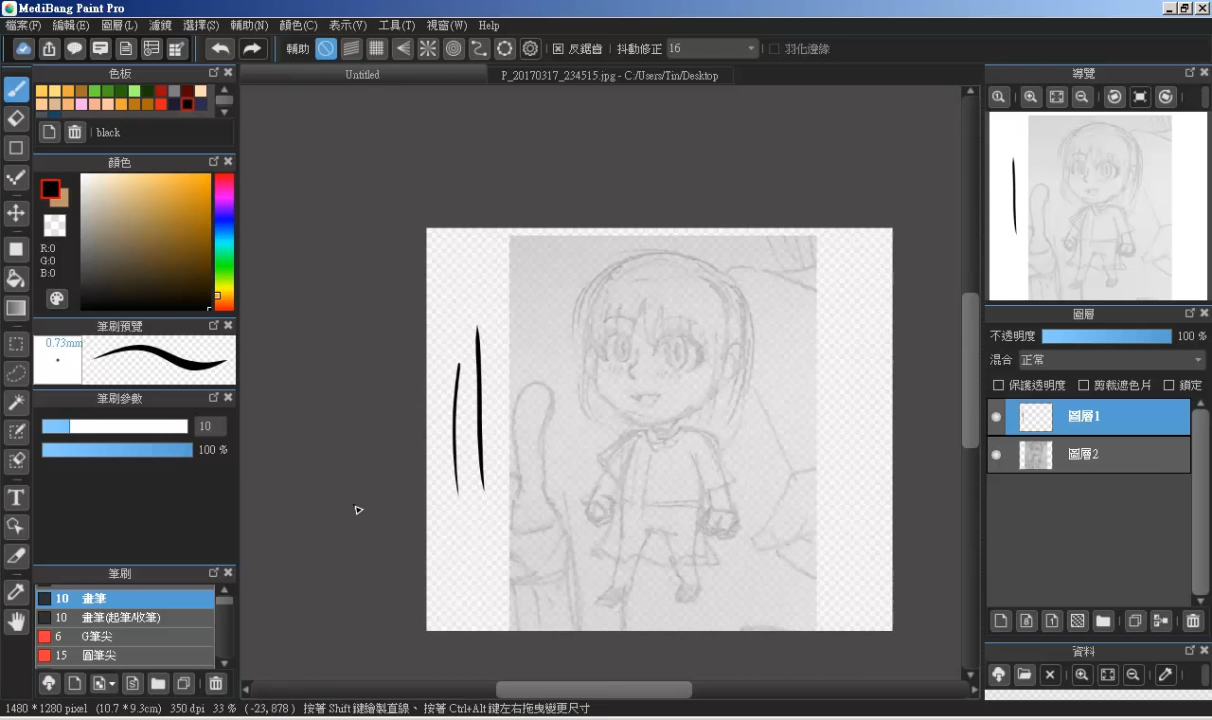 MediBang Paint Pro
檔案(F) 編輯(E) 圖層(L) 濾鏡 選擇(S) 輔助(N) 顏色(C) 表示(V) 工具(T) 視窗(W) Help
輔助 反鋸齒 抖動修正 16 羽化邊緣
色板
Untitled
P_20170317_234515.jpg - C:/Users/Tin/Desktop
導覽
black
顏色
R:0
G:0
B:0
筆刷預覽
0.73mm
筆刷參數
10
100 %
筆刷
10 畫筆
10 畫筆(起筆/收筆)
6 G筆尖
15 圓筆尖
圖層
不透明度 100 %
混合 正常
保護透明度 剪裁遮色片 鎖定
圖層1
圖層2
資料
1480 * 1280 pixel (10.7 * 9.3cm) 350 dpi 33 % ( -23, 878 ) 按著 Shift 鍵繪製直線、按著 Ctrl+Alt 鍵左右拖曳變更尺寸